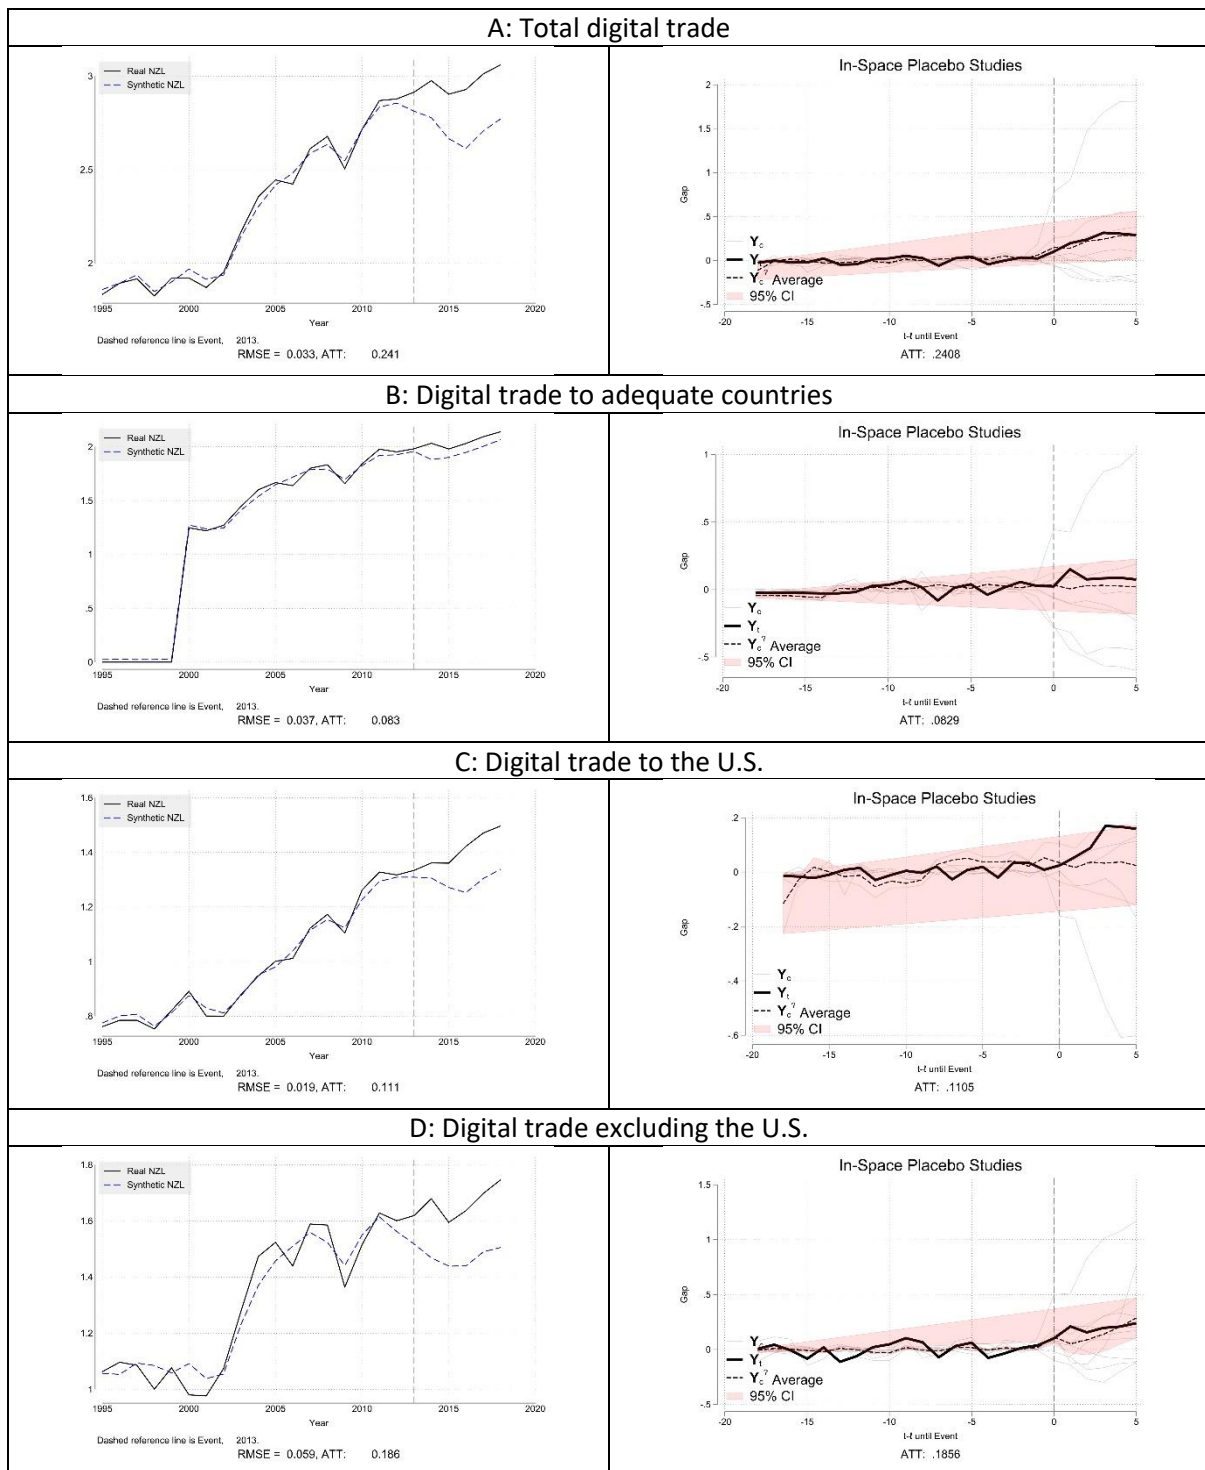 A: Total digital trade
Real NZL
Synthetic NZL
3
2.5
2
1995
2000
2005
2010
2015
2020
Year
Dashed reference line is Event, 2013.
RMSE = 0.033, ATT: 0.241
In-Space Placebo Studies
2
1.5
1
.5
0
-.5
Gap
Yc
Yt
Yc? Average
95% CI
-20
-15
-10
-5
0
5
t-ℓ until Event
ATT: .2408
B: Digital trade to adequate countries
Real NZL
Synthetic NZL
2
1.5
1
.5
0
1995
2000
2005
2010
2015
2020
Year
Dashed reference line is Event, 2013.
RMSE = 0.037, ATT: 0.083
In-Space Placebo Studies
1
.5
0
-.5
Gap
Yc
Yt
Yc? Average
95% CI
-20
-15
-10
-5
0
5
t-ℓ until Event
ATT: .0829
C: Digital trade to the U.S.
Real NZL
Synthetic NZL
1.6
1.4
1.2
1
.8
1995
2000
2005
2010
2015
2020
Year
Dashed reference line is Event, 2013.
RMSE = 0.019, ATT: 0.111
In-Space Placebo Studies
.2
0
-.2
-.4
-.6
Gap
Yc
Yt
Yc? Average
95% CI
-20
-15
-10
-5
0
5
t-ℓ until Event
ATT: .1105
D: Digital trade excluding the U.S.
Real NZL
Synthetic NZL
1.8
1.6
1.4
1.2
1
1995
2000
2005
2010
2015
2020
Year
Dashed reference line is Event, 2013.
RMSE = 0.059, ATT: 0.186
In-Space Placebo Studies
1.5
1
.5
0
-.5
Gap
Yc
Yt
Yc? Average
95% CI
-20
-15
-10
-5
0
5
t-ℓ until Event
ATT: .1856